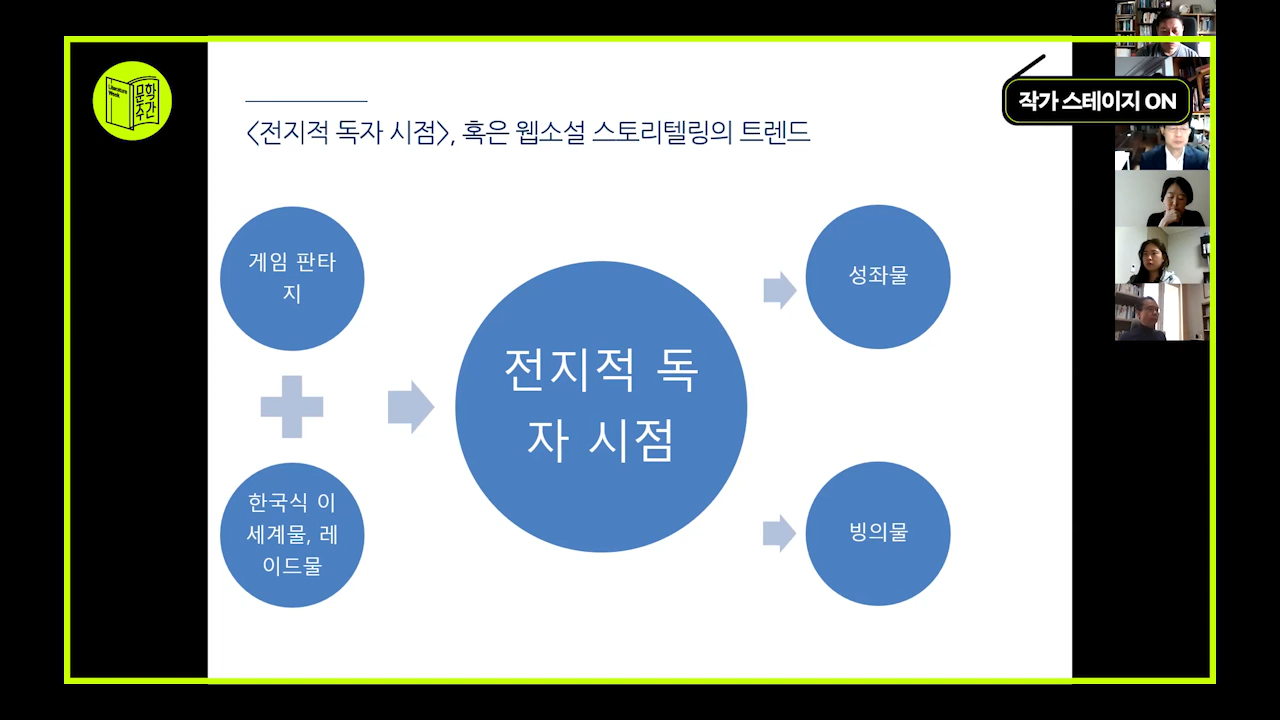 Literature
Week
문학
주간
작가 스테이지 ON
<전지적 독자 시점>, 혹은 웹소설 스토리텔링의 트렌드
게임 판타
지
한국식 이
세계물, 레
이드물
전지적 독
자 시점
성좌물
빙의물